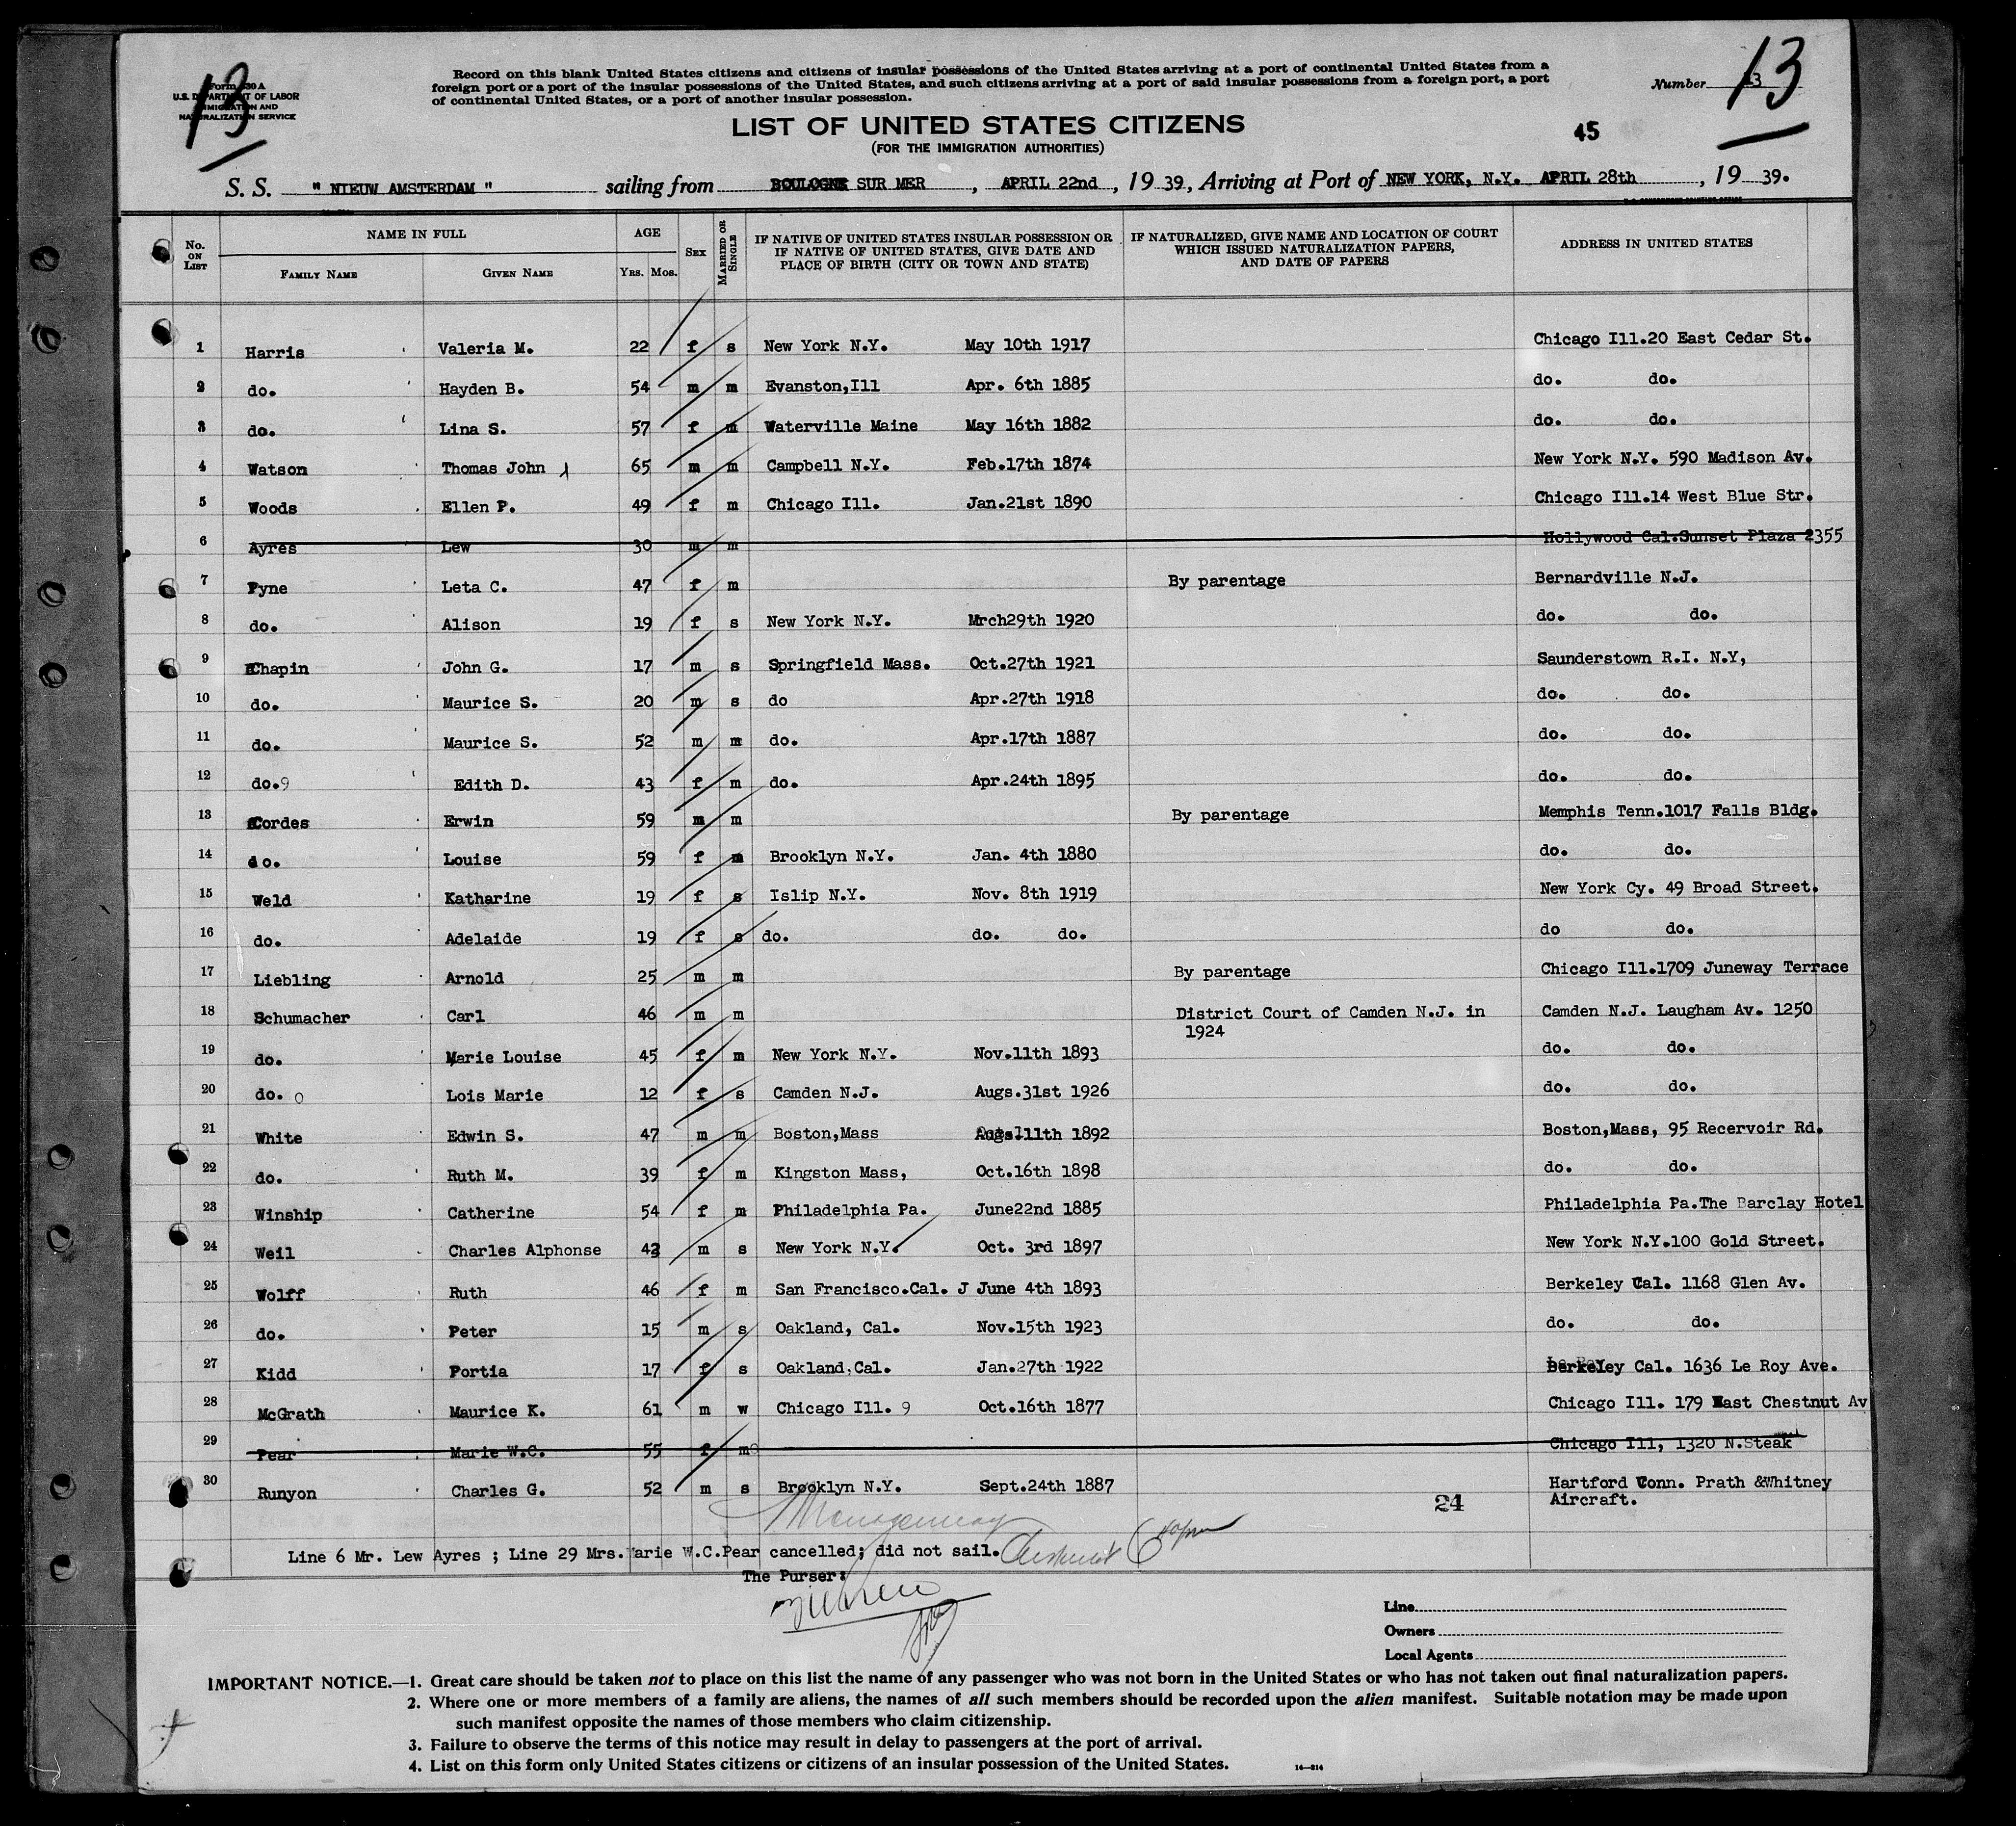 13
Form 630 A
U.S. DEPARTMENT OF LABOR
IMMIGRATION AND
NATURALIZATION SERVICE
Record on this blank United States citizens and citizens of insular possessions of the United States arriving at a port of continental United States from a
foreign port or a port of the insular possessions of the United States, and such citizens arriving at a port of said insular possessions from a foreign port, a port
of continental United States, or a port of another insular possession.
Number 13
13
LIST OF UNITED STATES CITIZENS
(FOR THE IMMIGRATION AUTHORITIES)
45
S. S. " NIEUW AMSTERDAM " sailing from BOULOGNE SUR MER , APRIL 22nd , 19 39, Arriving at Port of NEW YORK, N.Y. APRIL 28th , 19 39.
No. ON LIST
NAME IN FULL
FAMILY NAME GIVEN NAME
AGE
YRS. MOS.
SEX
MARRIED OR SINGLE
IF NATIVE OF UNITED STATES INSULAR POSSESSION OR
IF NATIVE OF UNITED STATES, GIVE DATE AND
PLACE OF BIRTH (CITY OR TOWN AND STATE)
IF NATURALIZED, GIVE NAME AND LOCATION OF COURT
WHICH ISSUED NATURALIZATION PAPERS,
AND DATE OF PAPERS
ADDRESS IN UNITED STATES
1 Harris Valeria M. 22 f s New York N.Y. May 10th 1917 Chicago Ill.20 East Cedar St.
2 do. Hayden B. 54 m m Evanston,Ill Apr. 6th 1885 do. do.
3 do. Lina S. 57 f m Waterville Maine May 16th 1882 do. do.
4 Watson Thomas John 65 m m Campbell N.Y. Feb.17th 1874 New York N.Y. 590 Madison Av.
5 Woods Ellen P. 49 f m Chicago Ill. Jan.21st 1890 Chicago Ill.14 West Blue Str.
6 Ayres Lew 30 m m Hollywood Cal.Sunset Plaza 2355
7 Pyne Leta C. 47 f m By parentage Bernardville N.J.
8 do. Alison 19 f s New York N.Y. Mrch29th 1920 do. do.
9 Chapin John G. 17 m s Springfield Mass. Oct.27th 1921 Saunderstown R.I. N.Y,
10 do. Maurice S. 20 m s do Apr.27th 1918 do. do.
11 do. Maurice S. 52 m m do. Apr.17th 1887 do. do.
12 do.9 Edith D. 43 f m do. Apr.24th 1895 do. do.
13 Cordes Erwin 59 m m By parentage Memphis Tenn.1017 Falls Bldg.
14 do. Louise 59 f m Brooklyn N.Y. Jan. 4th 1880 do. do.
15 Weld Katharine 19 f s Islip N.Y. Nov. 8th 1919 New York Cy. 49 Broad Street.
16 do. Adelaide 19 f s do. do. do. do do.
17 Liebling Arnold 25 m m By parentage Chicago Ill.1709 Juneway Terrace
18 Schumacher Carl 46 m m District Court of Camden N.J. in Camden N.J. Laugham Av. 1250
1924
19 do. Marie Louise 45 f m New York N.Y. Nov.11th 1893 do. do.
20 do. Lois Marie 12 f s Camden N.J. Augs.31st 1926 do. do.
21 White Edwin S. 47 m m Boston,Mass 11th 1892 Boston,Mass, 95 Recervoir Rd.
22 do. Ruth M. 39 f m Kingston Mass, Oct.16th 1898 do. do.
23 Winship Catherine 54 f m Philadelphia Pa. June22nd 1885 Philadelphia Pa.The Barclay Hotel
24 Weil Charles Alphonse 42 m s New York N.Y. Oct. 3rd 1897 New York N.Y.100 Gold Street.
25 Wolff Ruth 46 f m San Francisco.Cal. J June 4th 1893 Berkeley Cal. 1168 Glen Av.
26 do. Peter 15 m s Oakland, Cal. Nov.15th 1923 do. do.
27 Kidd Portia 17 f s Oakland,Cal. Jan.27th 1922 Berkeley Cal. 1636 Le Roy Ave.
28 McGrath Maurice K. 61 m w Chicago Ill. 9 Oct.16th 1877 Chicago Ill. 179 East Chestnut Av
29 Pear Marie W.C. 55 f m Chicago Ill, 1320 N.Steak
30 Runyon Charles G. 52 m s Brooklyn N.Y. Sept.24th 1887 Hartford Conn. Prath &Whitney
Aircraft.
24
Line 6 Mr. Lew Ayres ; Line 29 Mrs.Marie W.C.Pear cancelled; did not sail.
The Purser:
Line
Owners
Local Agents
IMPORTANT NOTICE.—1. Great care should be taken not to place on this list the name of any passenger who was not born in the United States or who has not taken out final naturalization papers.
2. Where one or more members of a family are aliens, the names of all such members should be recorded upon the alien manifest. Suitable notation may be made upon
such manifest opposite the names of those members who claim citizenship.
3. Failure to observe the terms of this notice may result in delay to passengers at the port of arrival.
4. List on this form only United States citizens or citizens of an insular possession of the United States.
14—814